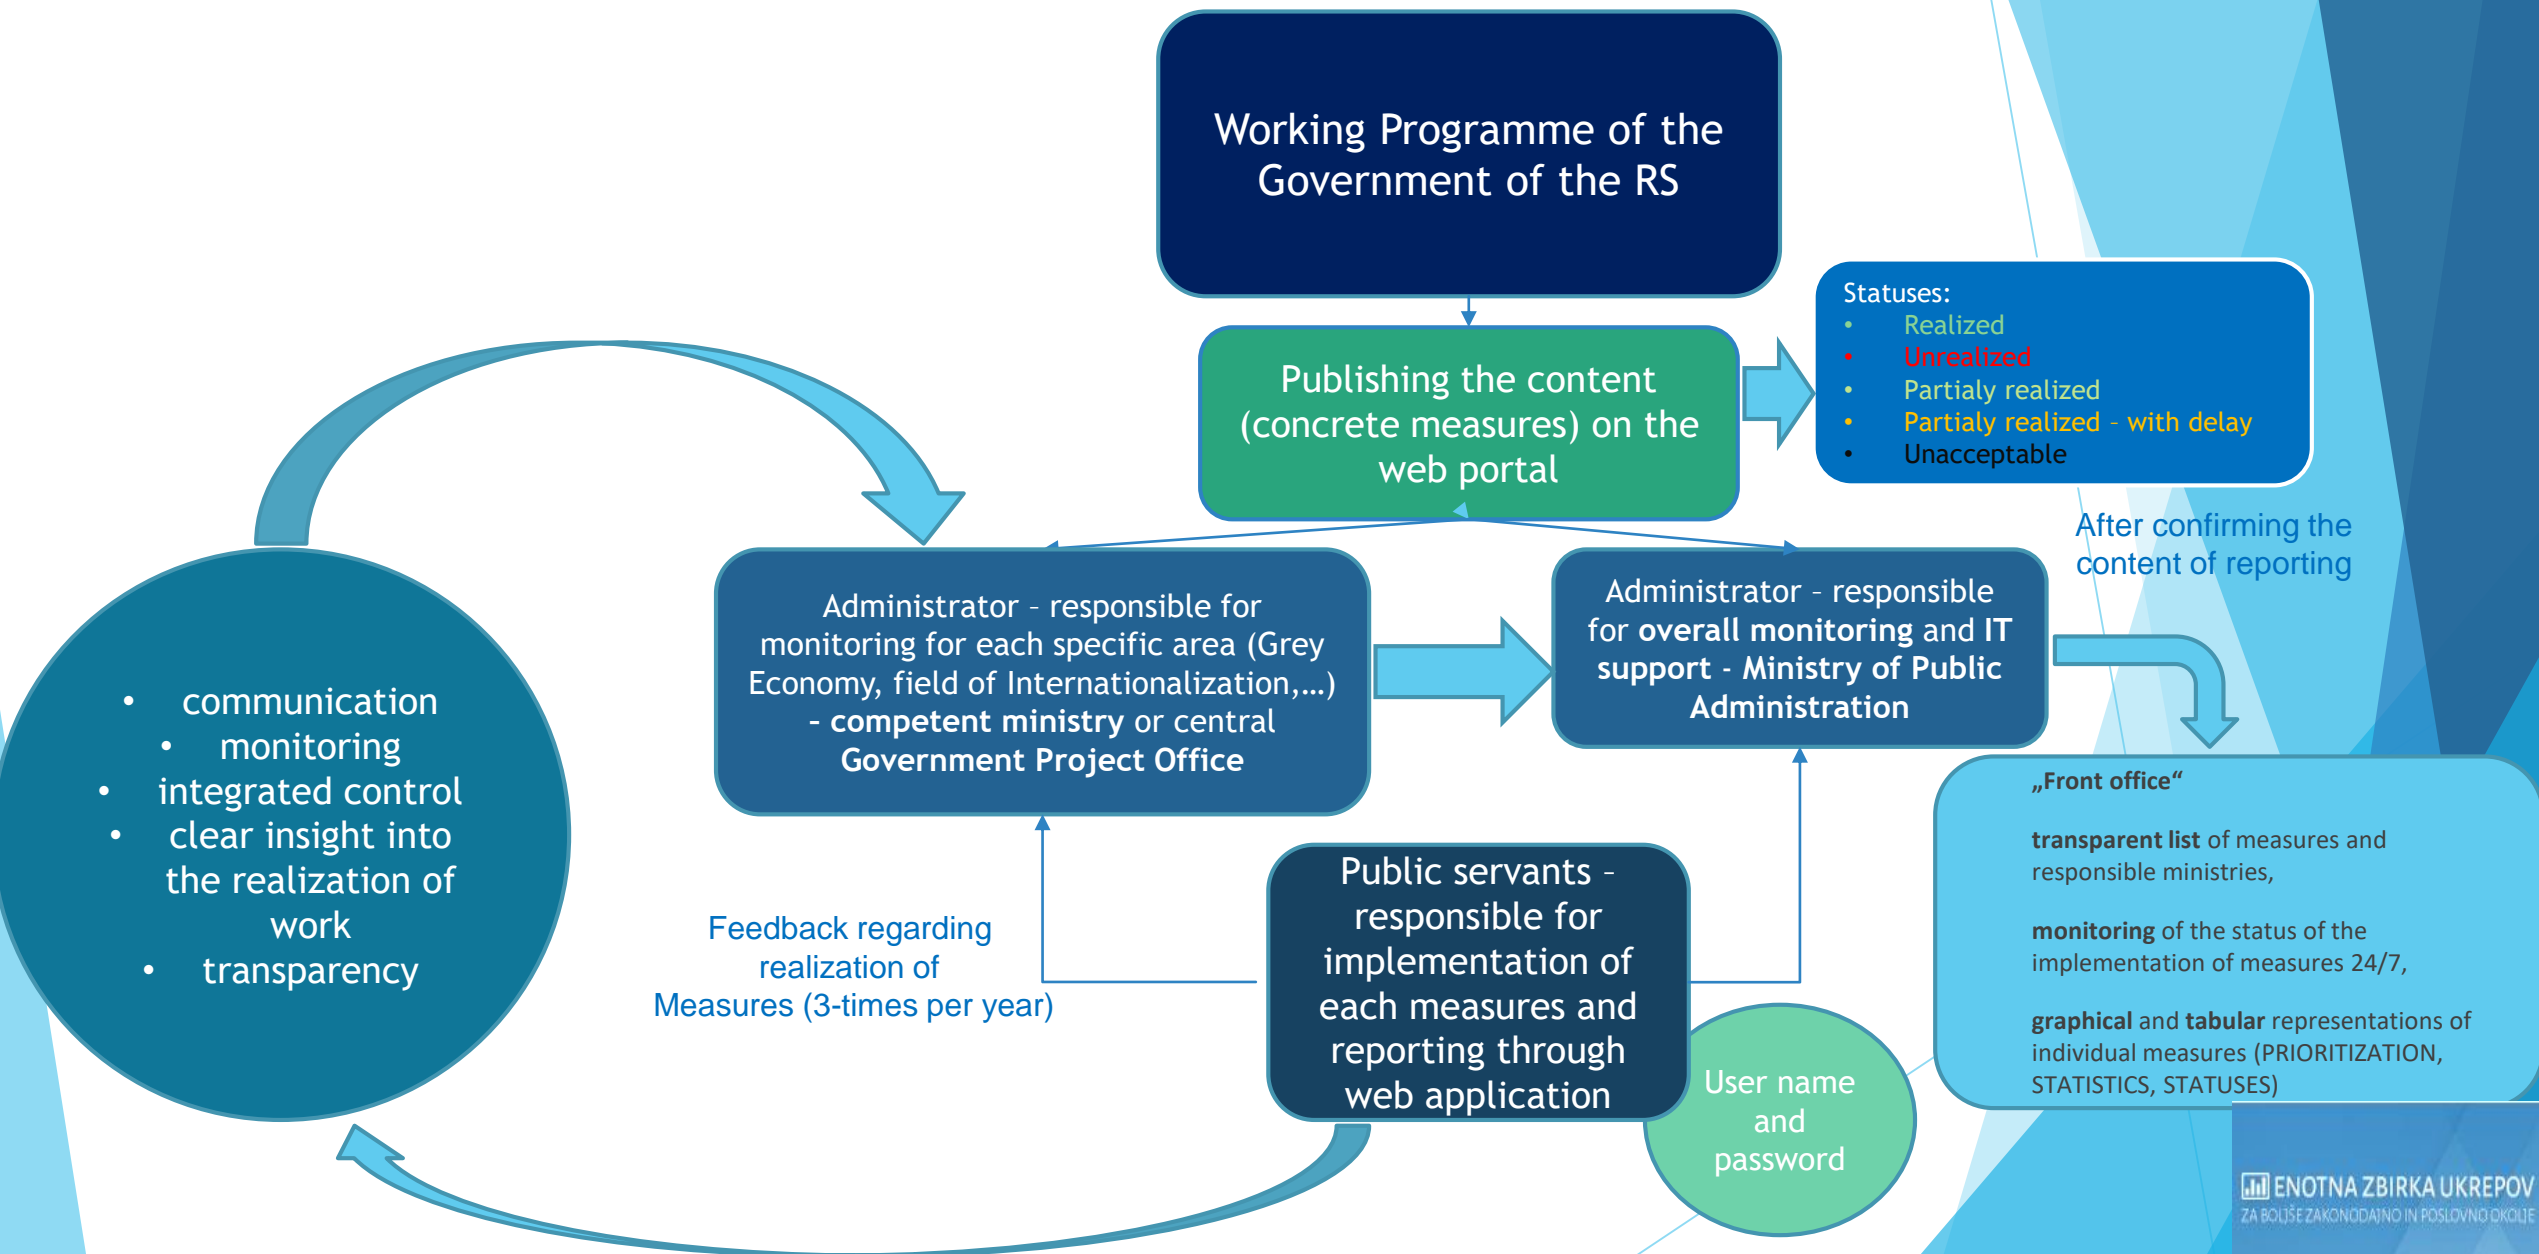 Working Programme of the
Government of the RS
Statuses:
• Realized
• Unrealized
• Partialy realized
• Partialy realized – with delay
• Unacceptable
Publishing the content
(concrete measures) on the
web portal
After confirming the
content of reporting
Administrator – responsible for
monitoring for each specific area (Grey
Economy, field of Internationalization,…)
– competent ministry or central
Government Project Office
Administrator – responsible
for overall monitoring and IT
support - Ministry of Public
Administration
• communication
• monitoring
• integrated control
• clear insight into
the realization of
work
• transparency
„Front office“
transparent list of measures and
responsible ministries,
monitoring of the status of the
implementation of measures 24/7,
graphical and tabular representations of
individual measures (PRIORITIZATION,
STATISTICS, STATUSES)
Feedback regarding
realization of
Measures (3-times per year)
Public servants –
responsible for
implementation of
each measures and
reporting through
web application
User name
and
password
ENOTNA ZBIRKA UKREPOV
ZA BOLJŠE ZAKONODAJNO IN POSLOVNO OKOLJE